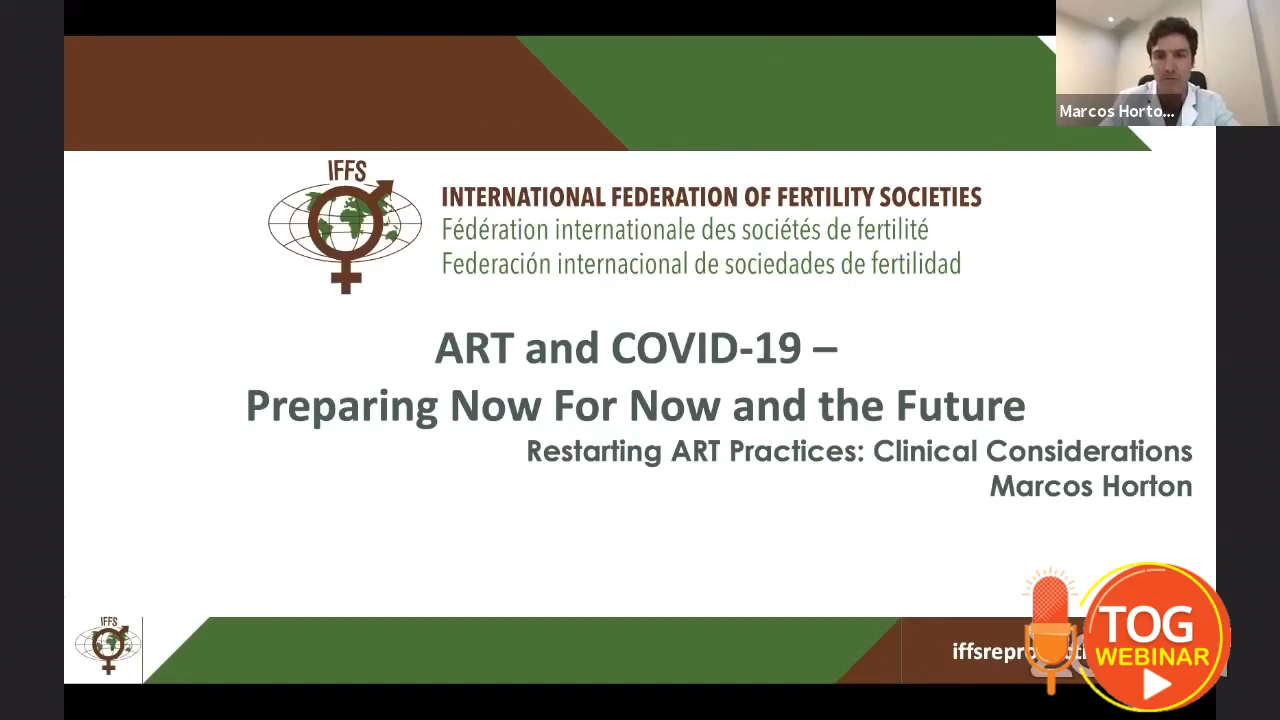 Marcos Horto...
IFFS
INTERNATIONAL FEDERATION OF FERTILITY SOCIETIES
Fédération internationale des sociétés de fertilité
Federación internacional de sociedades de fertilidad
ART and COVID-19 –
Preparing Now For Now and the Future
Restarting ART Practices: Clinical Considerations
Marcos Horton
IFFS
TOG
WEBINAR